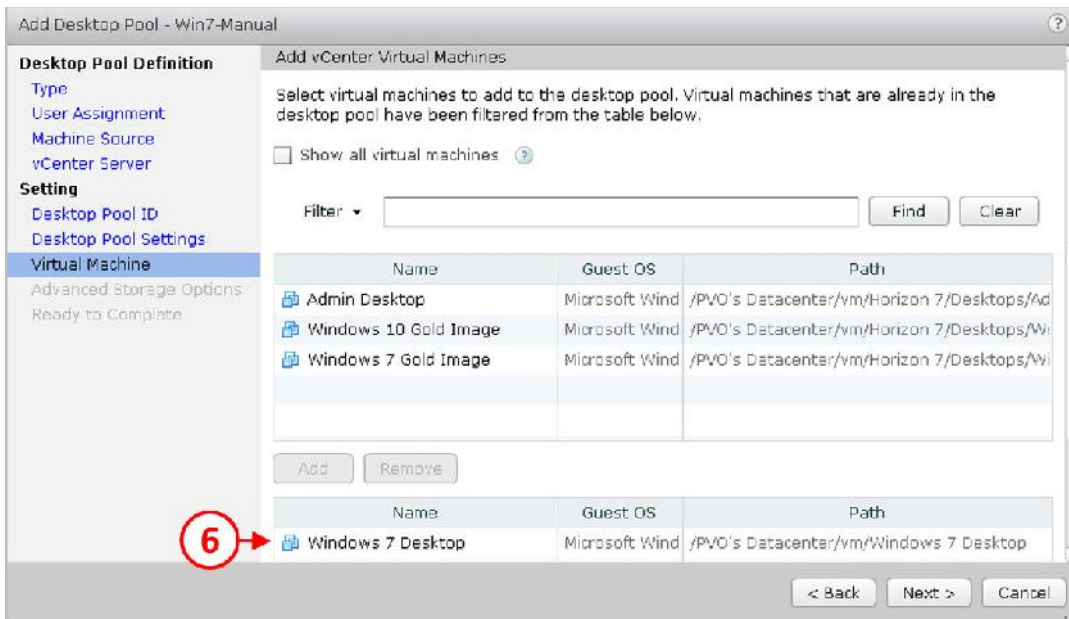 Add Desktop Pool - Win7-Manual
?
Desktop Pool Definition
Type
User Assignment
Machine Source
vCenter Server
Setting
Desktop Pool ID
Desktop Pool Settings
Virtual Machine
Advanced Storage Options
Ready to Complete
Add vCenter Virtual Machines
Select virtual machines to add to the desktop pool. Virtual machines that are already in the
desktop pool have been filtered from the table below.
Show all virtual machines ?
Filter Find Clear
Name Guest OS Path
Admin Desktop Microsoft Wind /PVO's Datacenter/vm/Horizon 7/Desktops/Ad
Windows 10 Gold Image Microsoft Wind /PVO's Datacenter/vm/Horizon 7/Desktops/Wi
Windows 7 Gold Image Microsoft Wind /PVO's Datacenter/vm/Horizon 7/Desktops/Wi
Add Remove
Name Guest OS Path
6 Windows 7 Desktop Microsoft Wind /PVO's Datacenter/vm/Windows 7 Desktop
< Back Next > Cancel